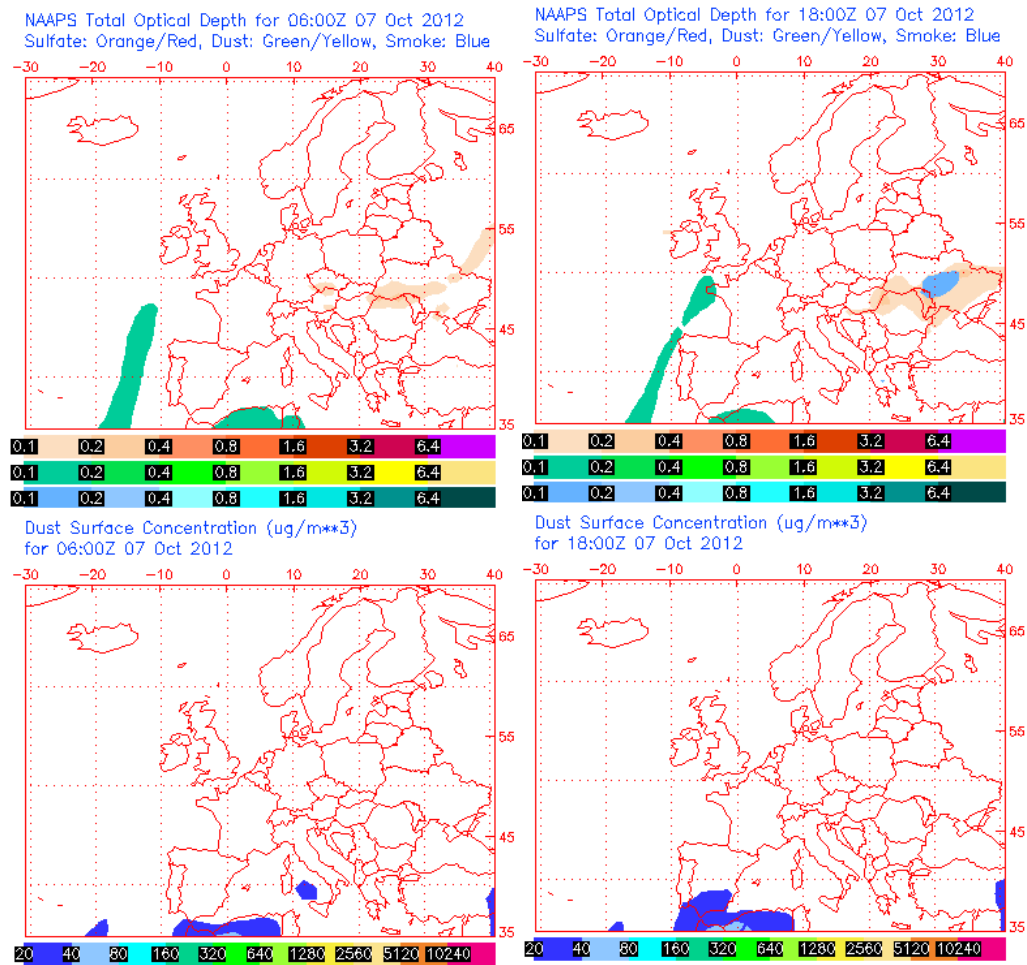 NAAPS Total Optical Depth for 06:00Z 07 Oct 2012
Sulfate: Orange/Red, Dust: Green/Yellow, Smoke: Blue
-30 -20 -10 0 10 20 30 40
65
55
45
35
0.1 0.2 0.4 0.8 1.6 3.2 6.4
0.1 0.2 0.4 0.8 1.6 3.2 6.4
0.1 0.2 0.4 0.8 1.6 3.2 6.4
NAAPS Total Optical Depth for 18:00Z 07 Oct 2012
Sulfate: Orange/Red, Dust: Green/Yellow, Smoke: Blue
-30 -20 -10 0 10 20 30 40
65
55
45
35
0.1 0.2 0.4 0.8 1.6 3.2 6.4
0.1 0.2 0.4 0.8 1.6 3.2 6.4
0.1 0.2 0.4 0.8 1.6 3.2 6.4
Dust Surface Concentration (ug/m**3)
for 06:00Z 07 Oct 2012
-30 -20 -10 0 10 20 30 40
65
55
45
35
20 40 80 160 320 640 1280 2560 5120 10240
Dust Surface Concentration (ug/m**3)
for 18:00Z 07 Oct 2012
-30 -20 -10 0 10 20 30 40
65
55
45
35
20 40 80 160 320 640 1280 2560 5120 10240